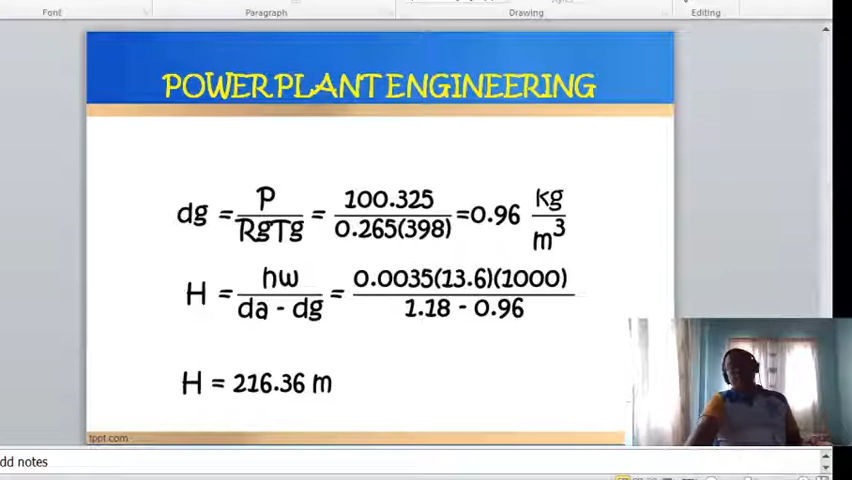 Font
Paragraph
Drawing
Editing
POWER PLANT ENGINEERING
dg = P / RgTg = 100.325 / 0.265(398) = 0.96 kg / m³
H = hw / da - dg = 0.0035(13.6)(1000) / 1.18 - 0.96
H = 216.36 m
tppt.com
dd notes